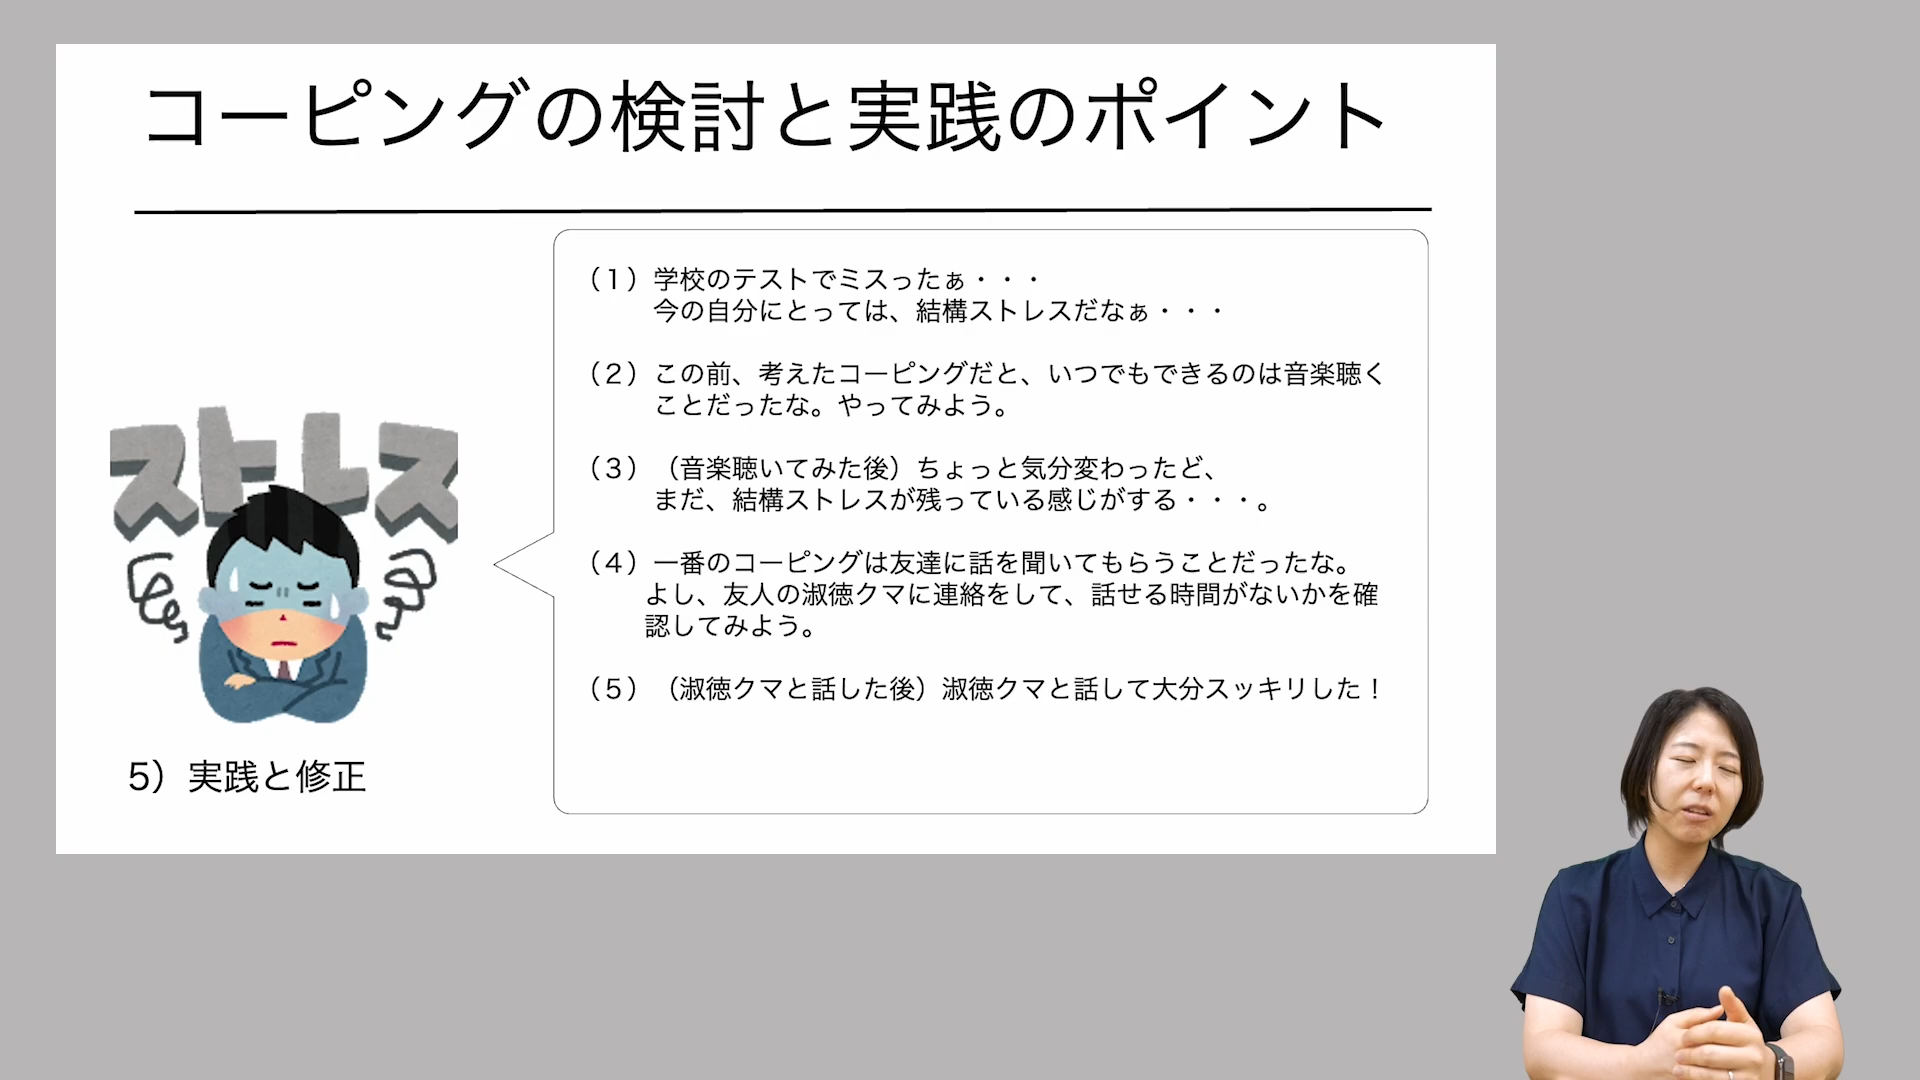 コーピングの検討と実践のポイント
（1）学校のテストでミスったぁ・・・
今の自分にとっては、結構ストレスだなぁ・・・
（2）この前、考えたコーピングだと、いつでもできるのは音楽聴く
ことだったな。やってみよう。
（3）（音楽聴いてみた後）ちょっと気分変わったど、
まだ、結構ストレスが残っている感じがする・・・。
（4）一番のコーピングは友達に話を聞いてもらうことだったな。
よし、友人の淑徳クマに連絡をして、話せる時間がないかを確
認してみよう。
（5）（淑徳クマと話した後）淑徳クマと話して大分スッキリした！
ストレス
5）実践と修正